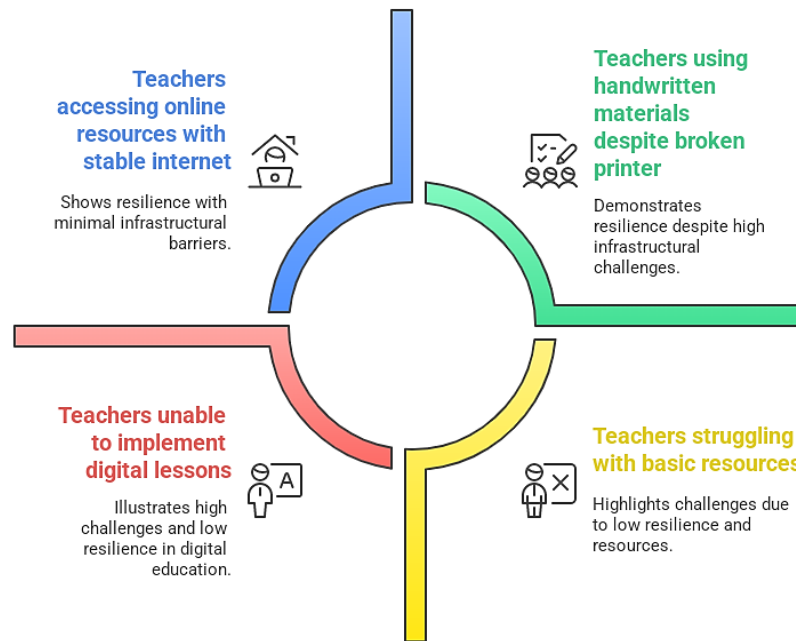 Teachers
accessing online
resources with
stable internet
Shows resilience with
minimal infrastructural
barriers.
Teachers using
handwritten
materials
despite broken
printer
Demonstrates
resilience despite high
infrastructural
challenges.
Teachers unable
to implement
digital lessons
A
Illustrates high
challenges and low
resilience in digital
education.
Teachers struggling
with basic resources
Highlights challenges due
to low resilience and
resources.